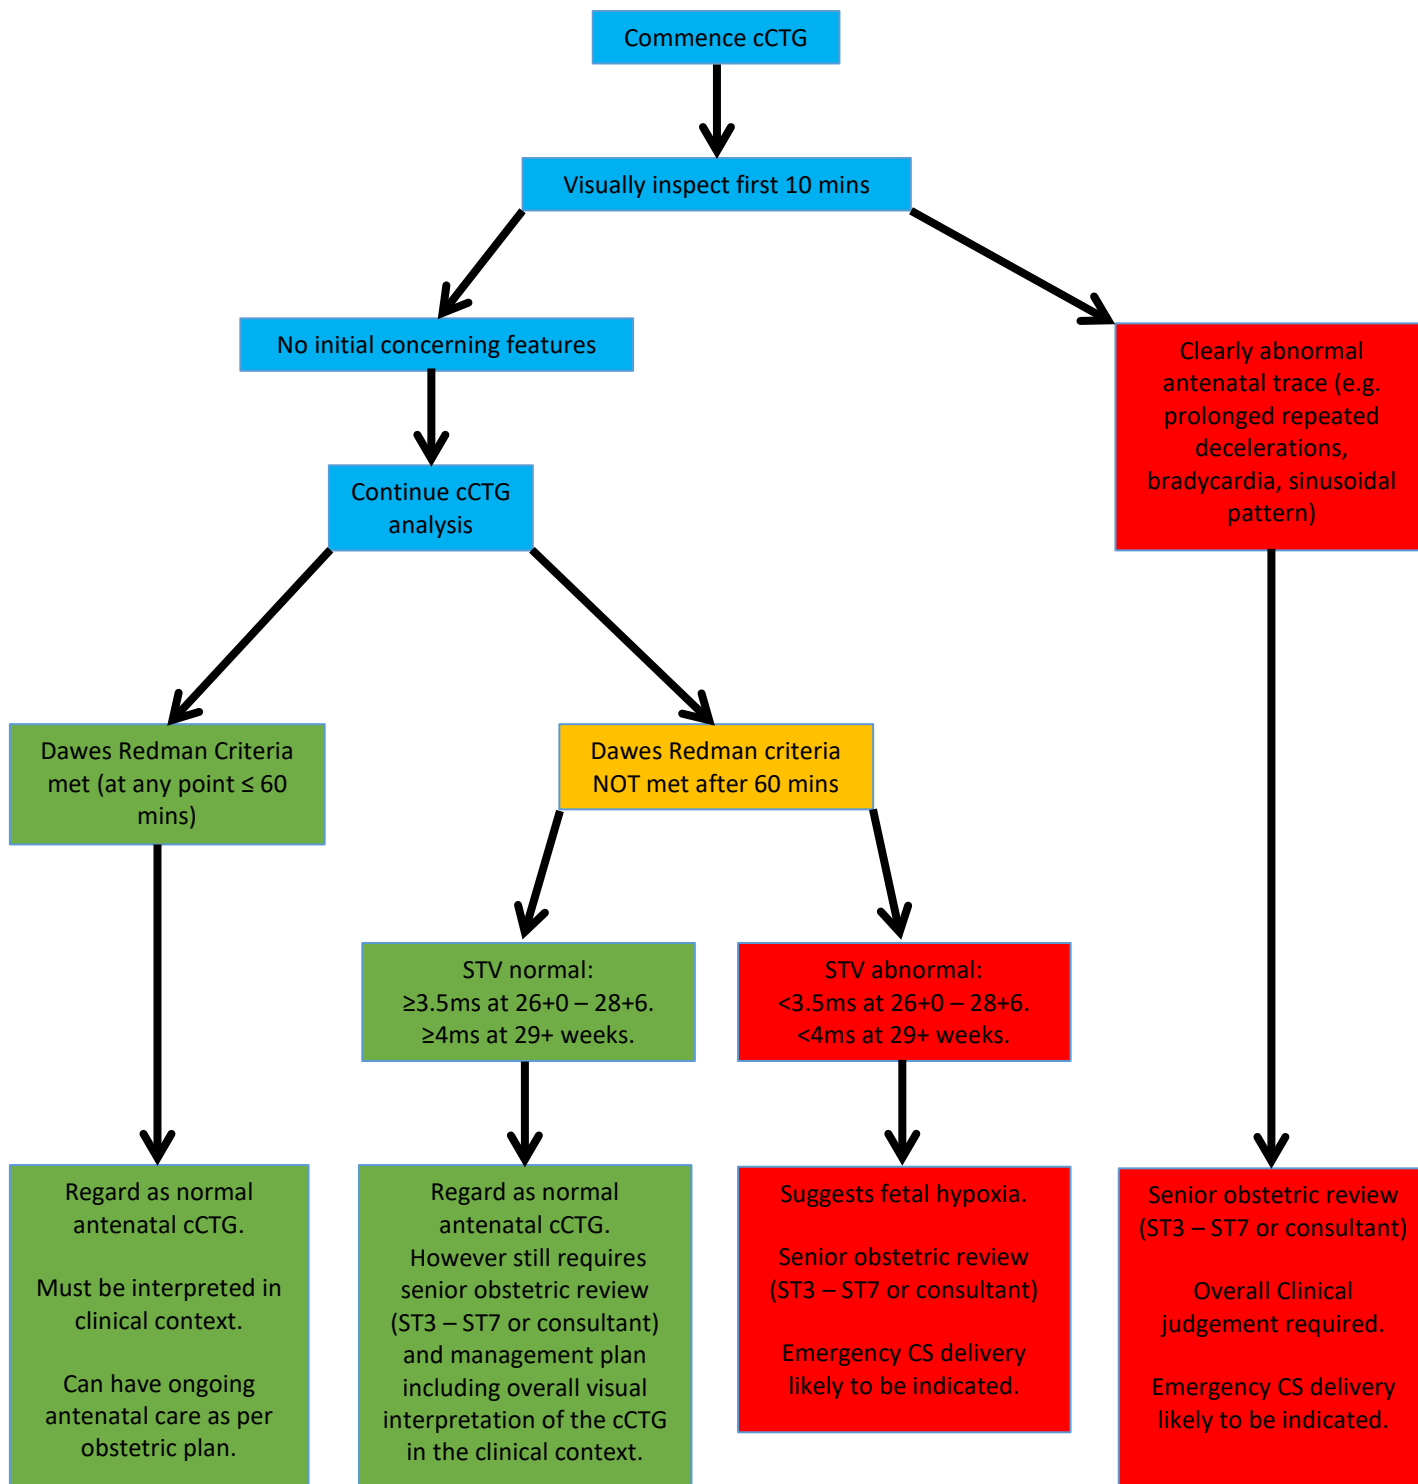 Commence cCTG
Visually inspect first 10 mins
No initial concerning features
Clearly abnormal
antenatal trace (e.g.
prolonged repeated
decelerations,
bradycardia, sinusoidal
pattern)
Continue cCTG
analysis
Dawes Redman Criteria
met (at any point ≤ 60
mins)
Dawes Redman criteria
NOT met after 60 mins
STV normal:
≥3.5ms at 26+0 – 28+6.
≥4ms at 29+ weeks.
STV abnormal:
<3.5ms at 26+0 – 28+6.
<4ms at 29+ weeks.
Regard as normal
antenatal cCTG.
Must be interpreted in
clinical context.
Can have ongoing
antenatal care as per
obstetric plan.
Regard as normal
antenatal cCTG.
However still requires
senior obstetric review
(ST3 – ST7 or consultant)
and management plan
including overall visual
interpretation of the cCTG
in the clinical context.
Suggests fetal hypoxia.
Senior obstetric review
(ST3 – ST7 or consultant)
Emergency CS delivery
likely to be indicated.
Senior obstetric review
(ST3 – ST7 or consultant)
Overall Clinical
judgement required.
Emergency CS delivery
likely to be indicated.